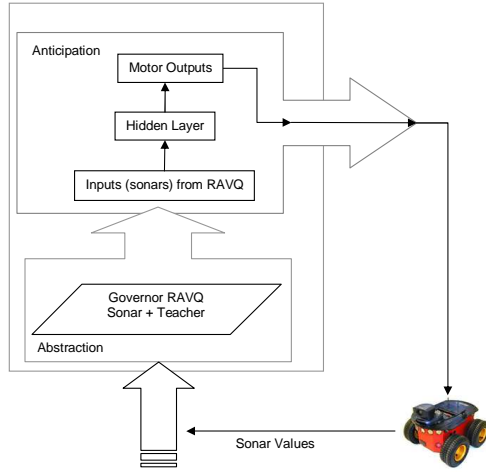 Anticipation
Motor Outputs
Hidden Layer
Inputs (sonars) from RAVQ
Governor RAVQ
Sonar + Teacher
Abstraction
Sonar Values